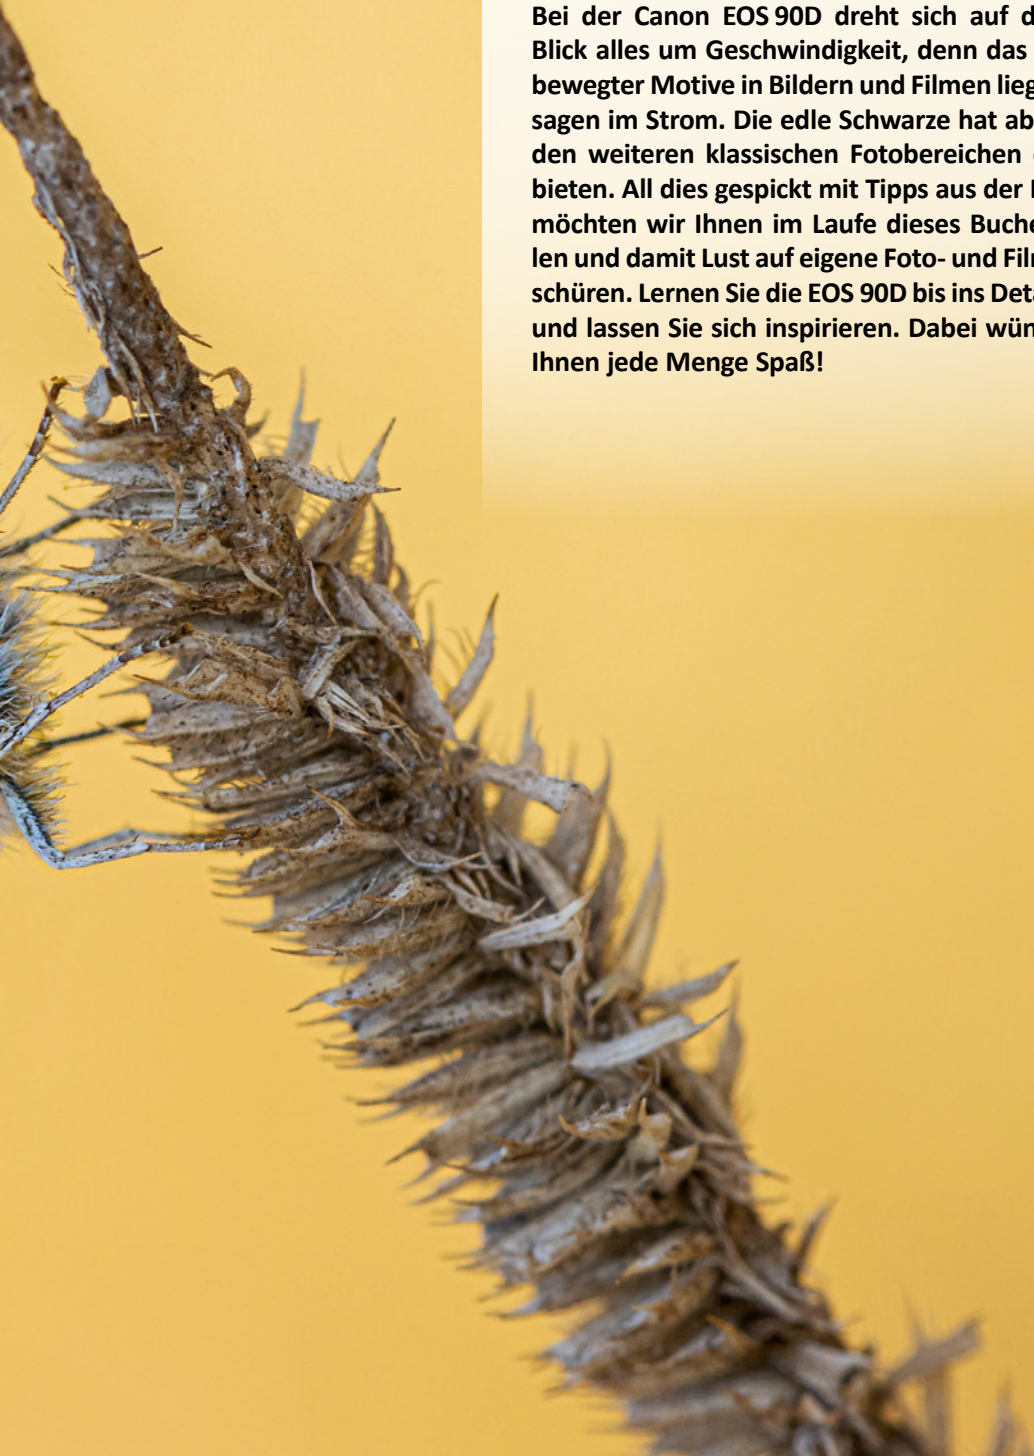 Bei der Canon EOS 90D dreht sich auf d
Blick alles um Geschwindigkeit, denn das
bewegter Motive in Bildern und Filmen lieg
sagen im Strom. Die edle Schwarze hat ab
den weiteren klassischen Fotobereichen
bieten. All dies gespickt mit Tipps aus der
möchten wir Ihnen im Laufe dieses Buche
len und damit Lust auf eigene Foto- und Fil
schüren. Lernen Sie die EOS 90D bis ins Deta
und lassen Sie sich inspirieren. Dabei wün
Ihnen jede Menge Spaß!